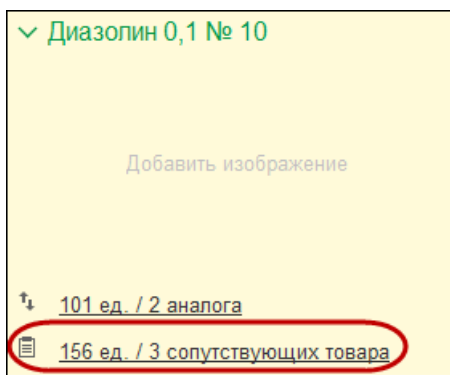 Диазолин 0,1 № 10
Добавить изображение
101 ед. / 2 аналога
156 ед. / 3 сопутствующих товара